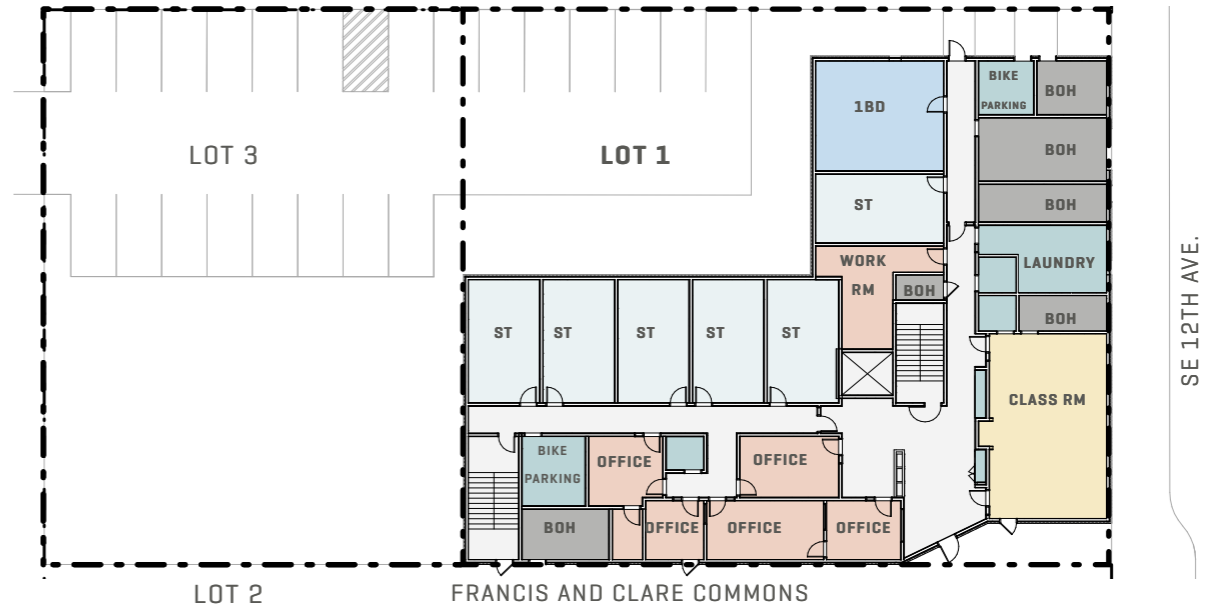 BIKE
PARKING
BOH
1BD
LOT 3
LOT 1
BOH
ST
BOH
WORK
RM
LAUNDRY
BOH
BOH
ST
ST
ST
ST
ST
CLASS RM
SE 12TH AVE.
BIKE
PARKING
OFFICE
OFFICE
BOH
OFFICE
OFFICE
OFFICE
LOT 2
FRANCIS AND CLARE COMMONS